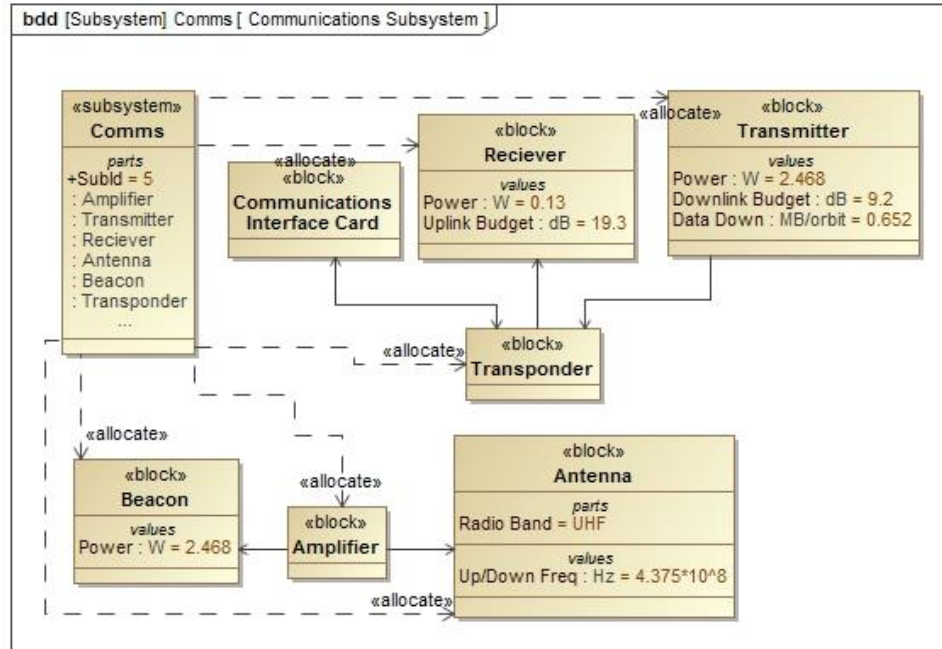 bdd [Subsystem] Comms [ Communications Subsystem ]
«subsystem»
Comms
parts
+SubId = 5
: Amplifier
: Transmitter
: Reciever
: Antenna
: Beacon
: Transponder
...
«allocate»
«block»
Communications
Interface Card
«block»
Reciever
values
Power : W = 0.13
Uplink Budget : dB = 19.3
«allocate»
«block»
Transmitter
values
Power : W = 2.468
Downlink Budget : dB = 9.2
Data Down : MB/orbit = 0.652
«allocate»
«block»
Transponder
«allocate»
«block»
Beacon
values
Power : W = 2.468
«allocate»
«block»
Amplifier
«block»
Antenna
parts
Radio Band = UHF
values
Up/Down Freq : Hz = 4.375*10^8
«allocate»